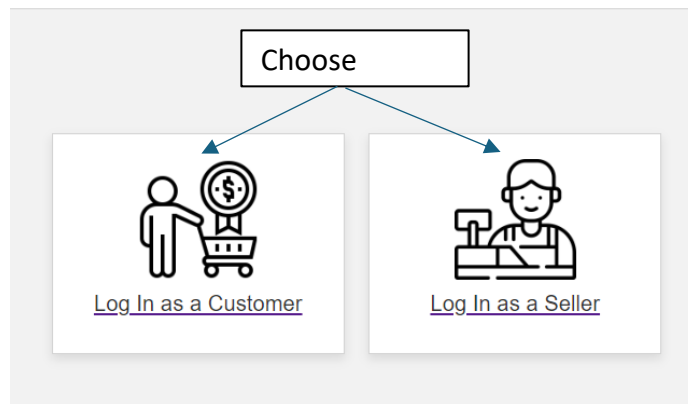 Choose
$
Log In as a Customer
Log In as a Seller